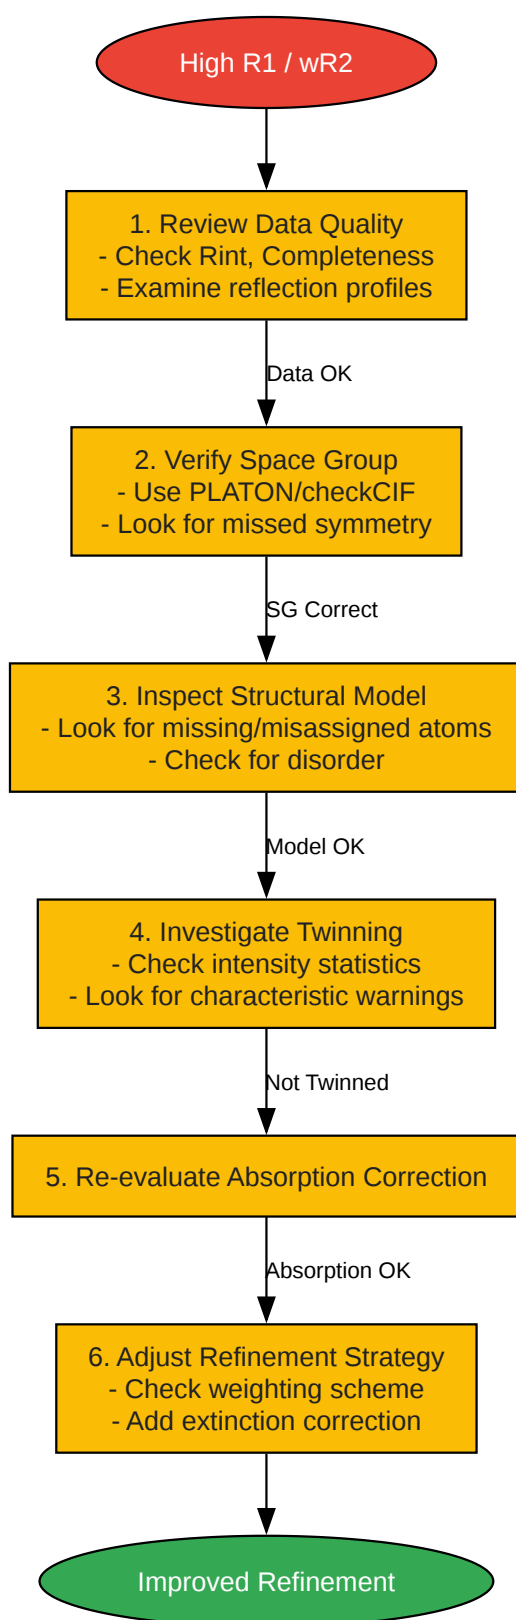 High R1 / wR2
1. Review Data Quality
- Check Rint, Completeness
- Examine reflection profiles
Data OK
2. Verify Space Group
- Use PLATON/checkCIF
- Look for missed symmetry
SG Correct
3. Inspect Structural Model
- Look for missing/misassigned atoms
- Check for disorder
Model OK
4. Investigate Twinning
- Check intensity statistics
- Look for characteristic warnings
Not Twinned
5. Re-evaluate Absorption Correction
Absorption OK
6. Adjust Refinement Strategy
- Check weighting scheme
- Add extinction correction
Improved Refinement